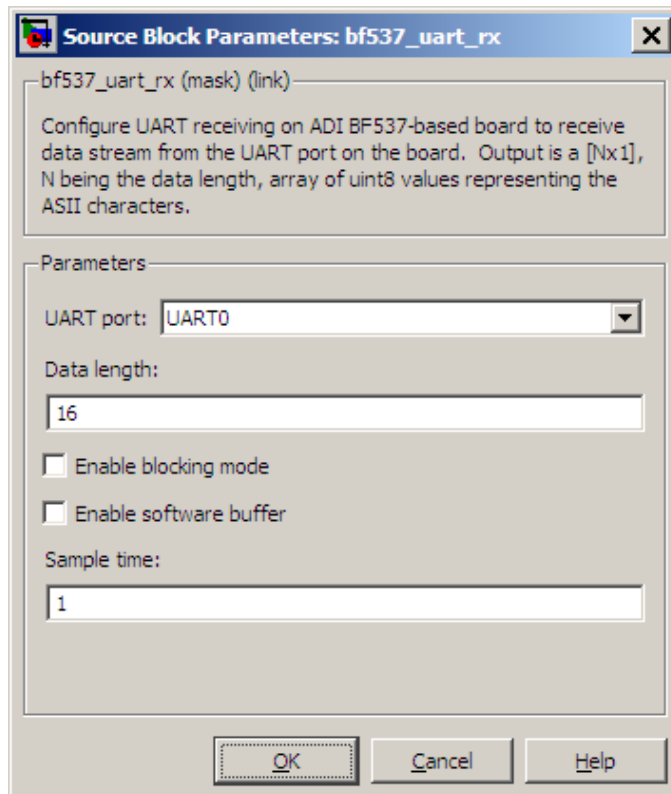 Source Block Parameters: bf537_uart_rx
bf537_uart_rx (mask) (link)
Configure UART receiving on ADI BF537-based board to receive
data stream from the UART port on the board.  Output is a [Nx1],
N being the data length, array of uint8 values representing the
ASII characters.
Parameters
UART port: UART0
Data length:
16
Enable blocking mode
Enable software buffer
Sample time:
1
OK Cancel Help